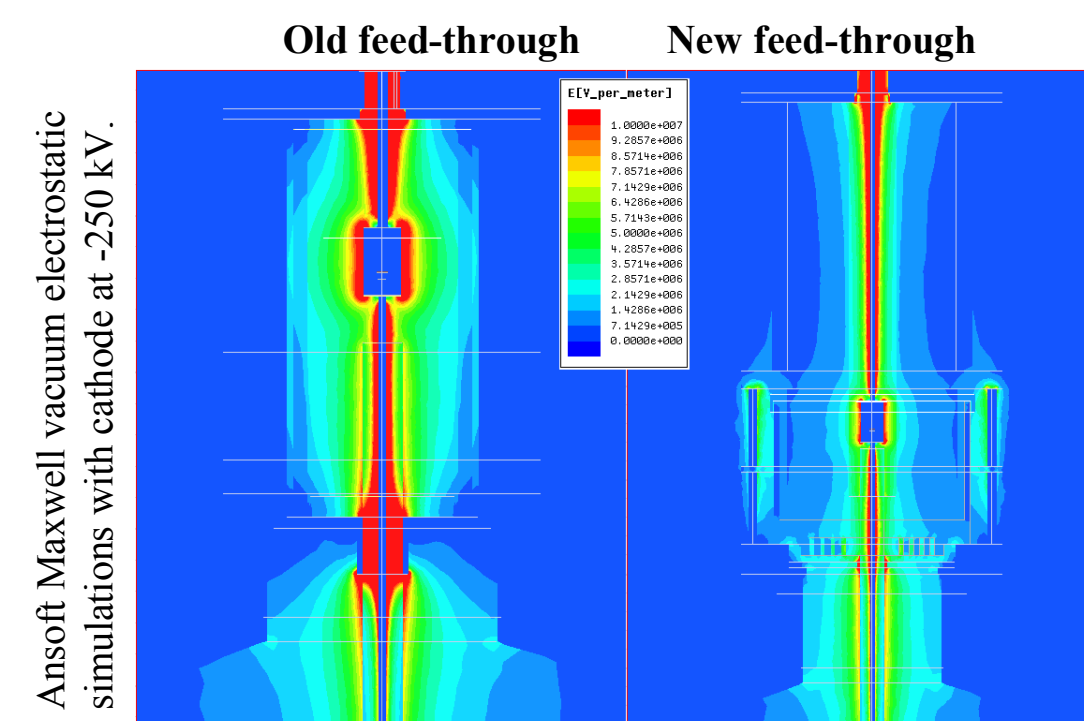 Old feed-through
New feed-through
Ansoft Maxwell vacuum electrostatic
simulations with cathode at -250 kV.
E[V_per_meter]
1.0000e+007
9.2857e+006
8.5714e+006
7.8571e+006
7.1429e+006
6.4286e+006
5.7143e+006
5.0000e+006
4.2857e+006
3.5714e+006
2.8571e+006
2.1429e+006
1.4286e+006
7.1429e+005
0.0000e+000